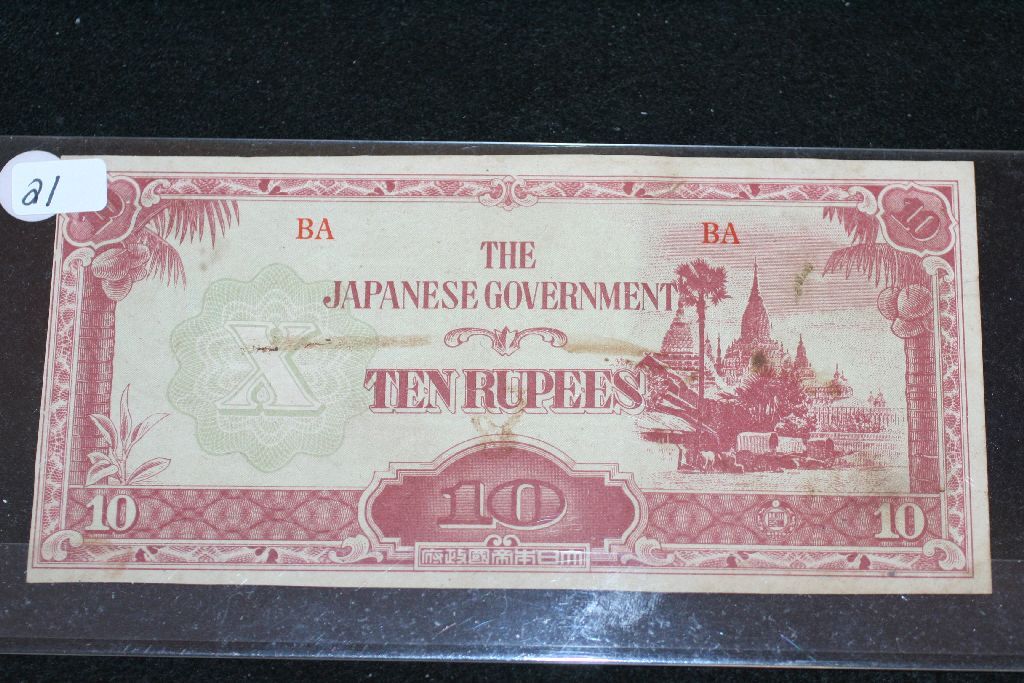 21
10
10
BA
BA
THE
JAPANESE GOVERNMENT
X
TEN RUPEES
10
10
10
府政國帝本日大